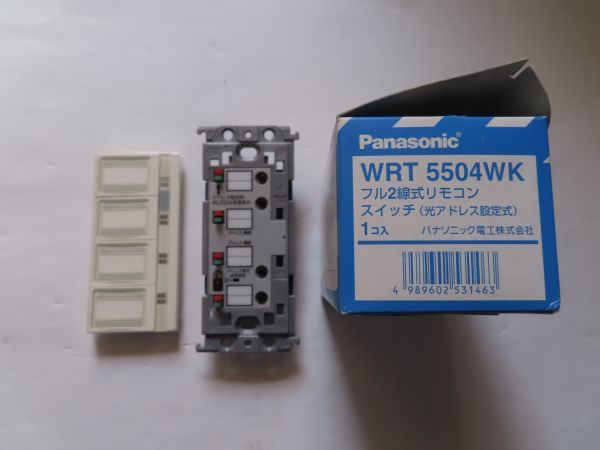 Panasonic
WRT 5504WK
フル2線式リモコン
スイッチ(光アドレス設定式)
1コ入 パナソニック電工株式会社
4 989602 531463